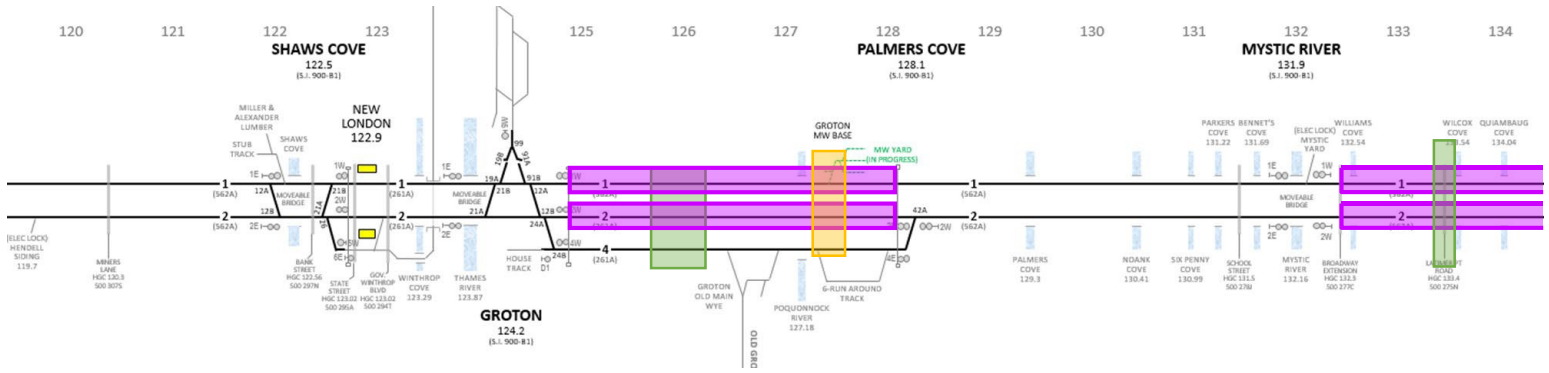 120 121 122 123 125 126 127 128 129 130 131 132 133 134
SHAWS COVE
122.5
(S.I. 900-B1)
PALMERS COVE
128.1
(S.I. 900-B1)
MYSTIC RIVER
131.9
(S.I. 900-B1)
MILLER &
ALEXANDER
LUMBER
STUB
TRACK
SHAWS
COVE
NEW
LONDON
122.9
GROTON
MW BASE
MW YARD
(IN PROGRESS)
PARKERS
COVE
131.22
BENNET'S
COVE
131.69
(ELEC LOCK)
MYSTIC
YARD
WILLIAMS
COVE
132.54
WILCOX
COVE
QUIAMBAUG
COVE
134.04
1E
1W
1E
19A
19B
99
91A
91B
6W
1E
1W
1
(562A)
12A
MOVEABLE
BRIDGE
21B
2W
1
(261A)
MOVEABLE
BRIDGE
21B
12A
1
1
(562A)
MOVEABLE
BRIDGE
1
2
(562A)
12B
21A
2
(261A)
21A
12B
24A
2
42A
2
(562A)
2
2E
2E
2W
2E
2W
(ELEC LOCK)
HENDELL
SIDING
119.7
MINERS
LANE
HGC 120.3
500 307S
BANK
STREET
HGC 122.56
500 297N
6E
STATE
STREET
HGC 123.02
500 295A
GOV.
WINTHROP
BLVD
HGC 123.02
500 294T
WINTHROP
COVE
123.29
THAMES
RIVER
123.87
HOUSE
TRACK
D1
24B
4W
4
(261A)
4E
GROTON
OLD MAIN
WYE
POQUONNOCK
RIVER
127.18
6-RUN AROUND
TRACK
PALMERS
COVE
129.3
NOANK
COVE
130.41
SIX PENNY
COVE
130.99
SCHOOL
STREET
HGC 131.5
500 278J
MYSTIC
RIVER
132.16
BROADWAY
EXTENSION
HGC 132.3
500 277C
ROAD
HGC 133.4
500 275H
GROTON
124.2
(S.I. 900-B1)
OLD GRO